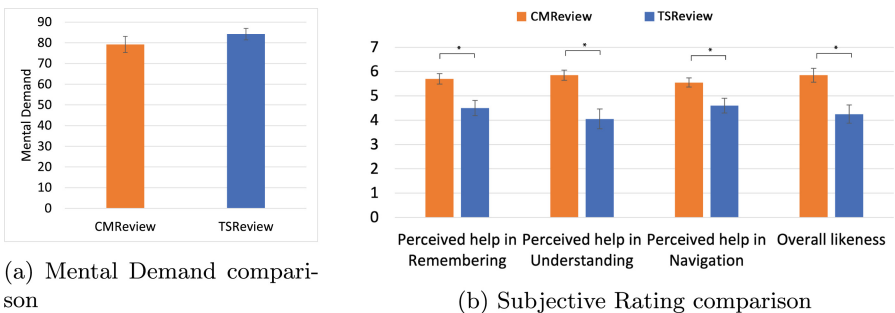 90
80
70
60
50
40
30
20
10
0
Mental Demand
CMReview
TSReview
(a) Mental Demand compari-
son
CMReview
TSReview
7
6
5
4
3
2
1
0
*
*
*
*
Perceived help in
Remembering
Perceived help in
Understanding
Perceived help in
Navigation
Overall likeness
(b) Subjective Rating comparison